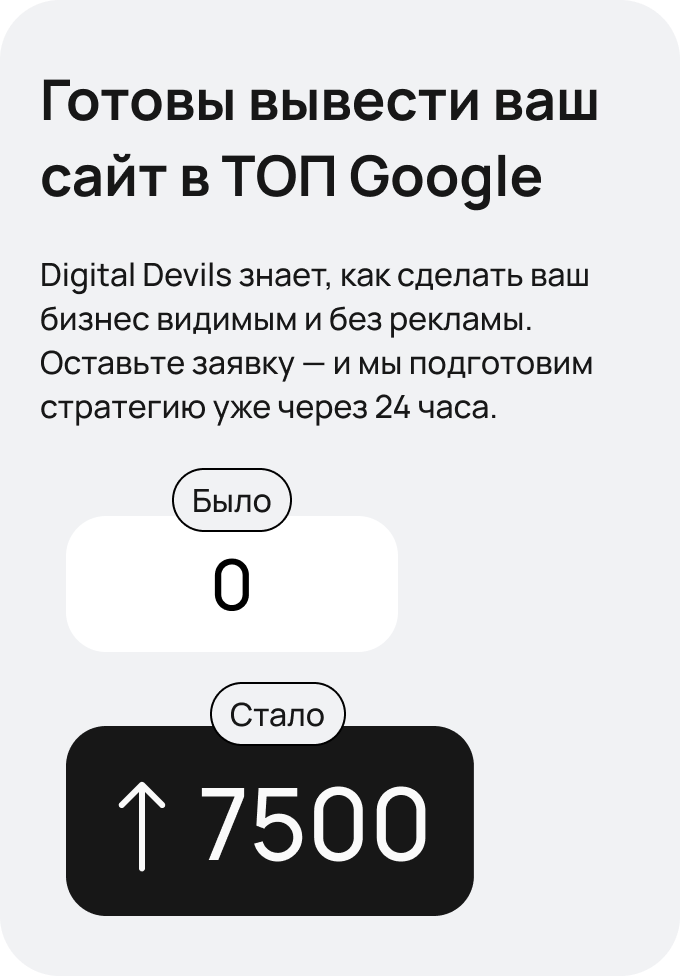 Готовы вывести ваш
сайт в ТОП Google
Digital Devils знает, как сделать ваш
бизнес видимым и без рекламы.
Оставьте заявку — и мы подготовим
стратегию уже через 24 часа.
Было
0
Стало
↑ 7500